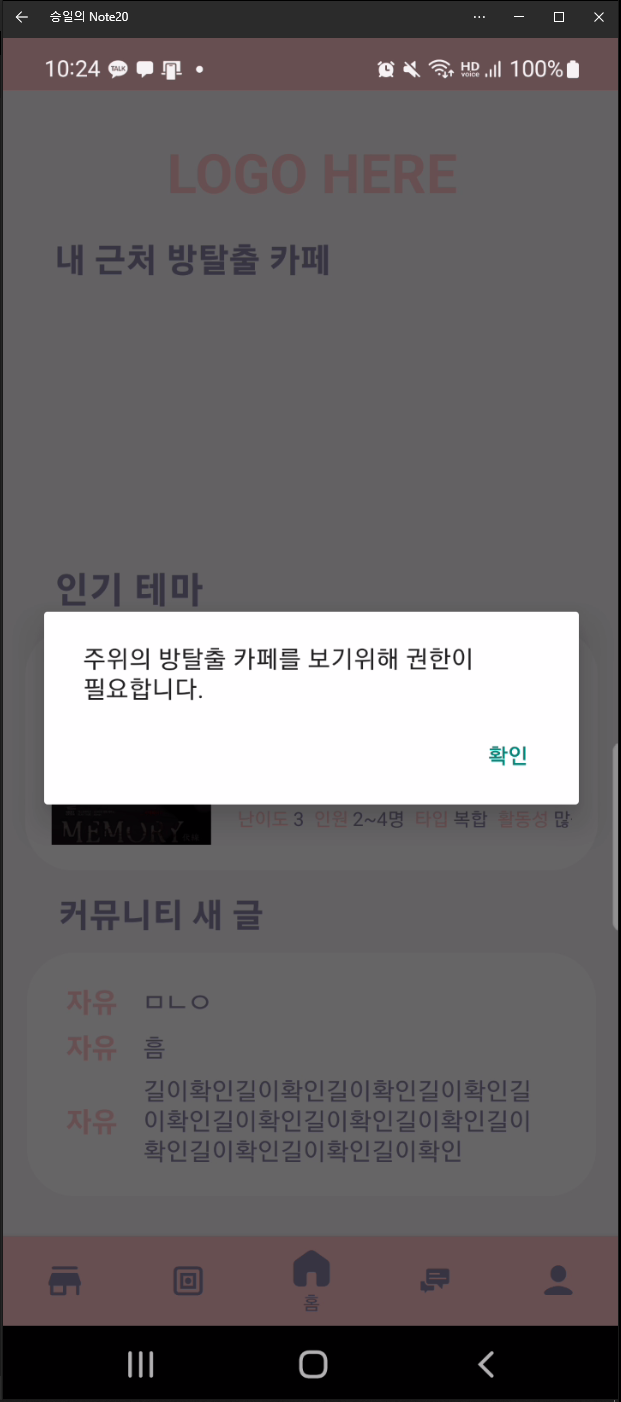 승일의 Note20
10:24 TALK HD voice 100%
LOGO HERE
내 근처 방탈출 카페
인기 테마
주위의 방탈출 카페를 보기위해 권한이
필요합니다.
확인
MEMORY
난이도 3 인원 2~4명 타입 복합 활동성 많
커뮤니티 새 글
자유 ㅁㄴㅇ
자유 흠
길이확인길이확인길이확인길이확인길
자유 이확인길이확인길이확인길이확인길이
확인길이확인길이확인길이확인
홈